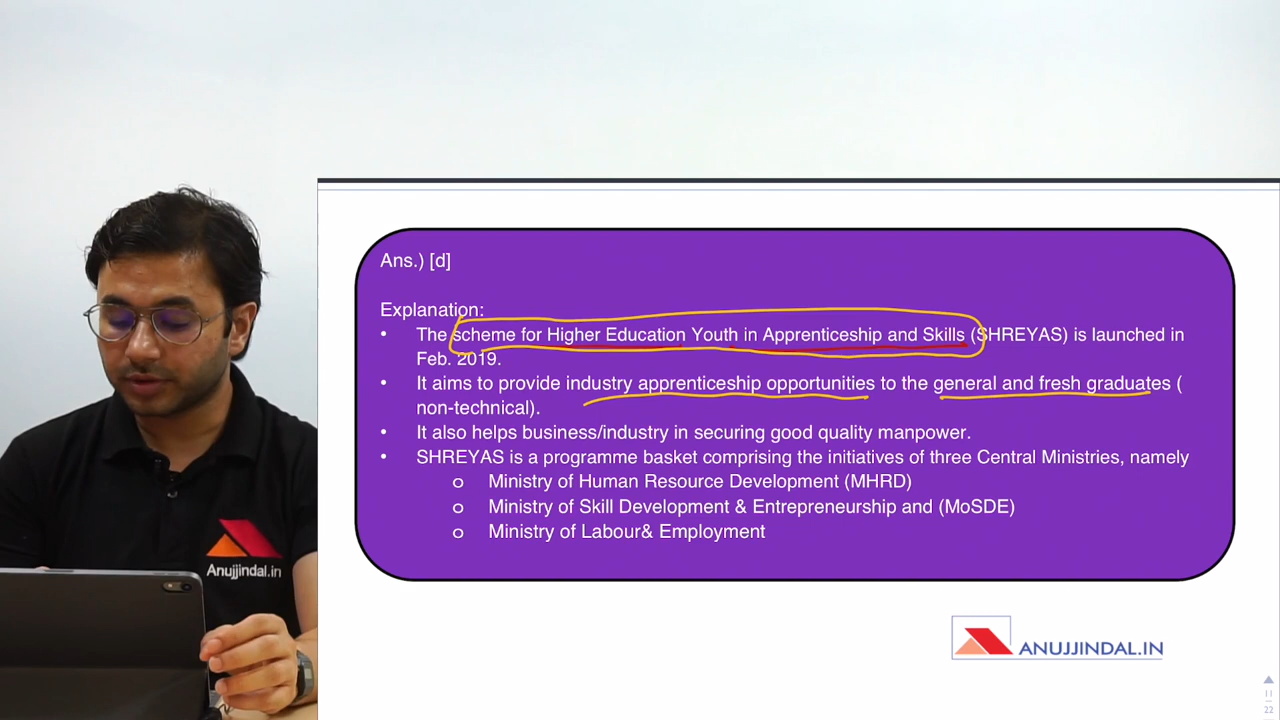 Ans.) [d]
Explanation:
• The scheme for Higher Education Youth in Apprenticeship and Skills (SHREYAS) is launched in
Feb. 2019.
• It aims to provide industry apprenticeship opportunities to the general and fresh graduates (
non-technical).
• It also helps business/industry in securing good quality manpower.
• SHREYAS is a programme basket comprising the initiatives of three Central Ministries, namely
o Ministry of Human Resource Development (MHRD)
o Ministry of Skill Development & Entrepreneurship and (MoSDE)
o Ministry of Labour& Employment
Anujjindal.in
ANUJJINDAL.IN
11
22